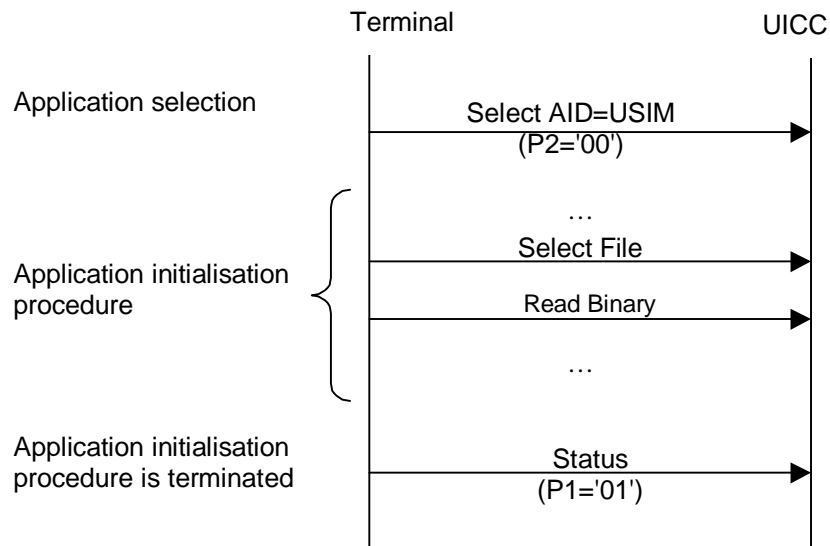 Terminal
UICC
Application selection
Select AID=USIM
(P2='00')
…
Select File
Application initialisation
procedure
Read Binary
…
Application initialisation
procedure is terminated
Status
(P1='01')